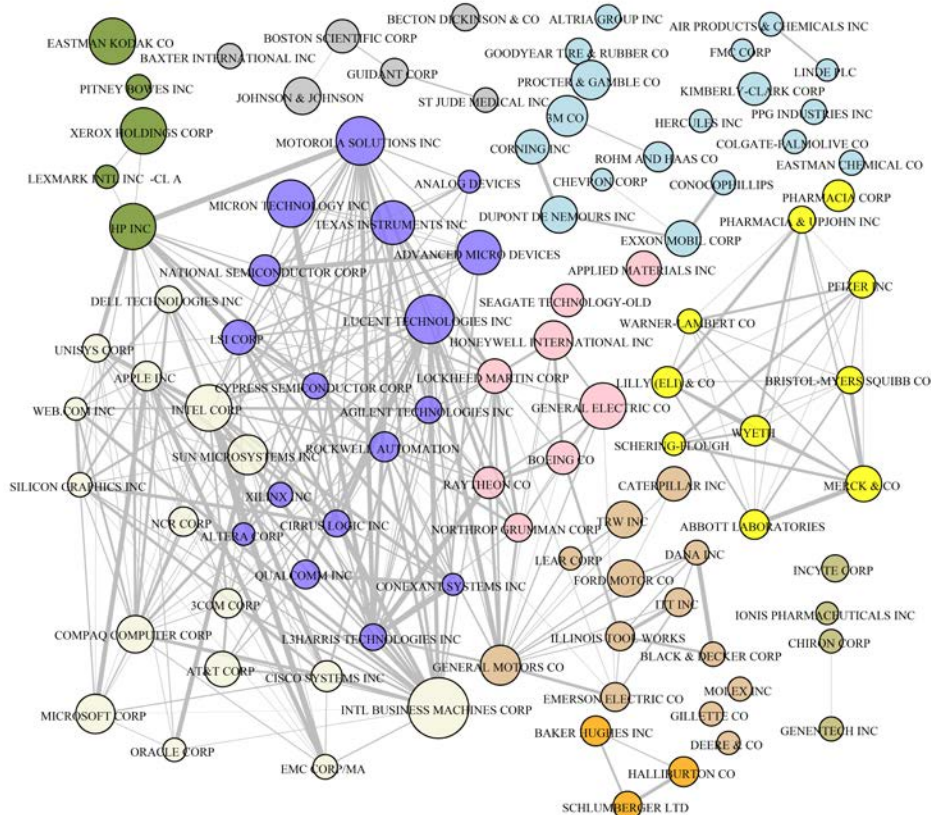 BECTON DICKINSON & CO
ALTRIA GROUP INC
AIR PRODUCTS & CHEMICALS INC
EASTMAN KODAK CO
BOSTON SCIENTIFIC CORP
BAXTER INTERNATIONAL INC
GOODYEAR TIRE & RUBBER CO
FMC CORP
GUIDANT CORP
LINDE PLC
PROCTER & GAMBLE CO
PITNEY BOWES INC
KIMBERLY-CLARK CORP
JOHNSON & JOHNSON
ST JUDE MEDICAL INC
PPG INDUSTRIES INC
3M CO
HERCULES INC
XEROX HOLDINGS CORP
MOTOROLA SOLUTIONS INC
COLGATE-PALMOLIVE CO
CORNING INC
ROHM AND HAAS CO
EASTMAN CHEMICAL CO
LEXMARK INTL INC -CL A
ANALOG DEVICES
CHEVRON CORP
CONOCOPHILLIPS
PHARMACIA CORP
MICRON TECHNOLOGY INC
DUPONT DE NEMOURS INC
PHARMACIA & UPJOHN INC
TEXAS INSTRUMENTS INC
HP INC
EXXON MOBIL CORP
ADVANCED MICRO DEVICES
NATIONAL SEMICONDUCTOR CORP
APPLIED MATERIALS INC
PFIZER INC
DELL TECHNOLOGIES INC
SEAGATE TECHNOLOGY-OLD
LUCENT TECHNOLOGIES INC
WARNER-LAMBERT CO
LSI CORP
HONEYWELL INTERNATIONAL INC
UNISYS CORP
APPLE INC
LOCKHEED MARTIN CORP
LILLY (ELI) & CO
BRISTOL-MYERS SQUIBB CO
CYPRESS SEMICONDUCTOR CORP
WEB.COM INC
INTEL CORP
AGILENT TECHNOLOGIES INC
GENERAL ELECTRIC CO
WYETH
SCHERING-PLOUGH
ROCKWELL AUTOMATION
SUN MICROSYSTEMS INC
BOEING CO
SILICON GRAPHICS INC
RAYTHEON CO
CATERPILLAR INC
MERCK & CO
XILINX INC
NCR CORP
CIRRUS LOGIC INC
TRW INC
ABBOTT LABORATORIES
ALTERA CORP
NORTHROP GRUMMAN CORP
DANA INC
LEAR CORP
QUALCOMM INC
CONEXANT SYSTEMS INC
FORD MOTOR CO
INCYTE CORP
3COM CORP
ITT INC
IONIS PHARMACEUTICALS INC
COMPAQ COMPUTER CORP
L3HARRIS TECHNOLOGIES INC
ILLINOIS TOOL WORKS
CHIRON CORP
BLACK & DECKER CORP
AT&T CORP
CISCO SYSTEMS INC
GENERAL MOTORS CO
MOLEX INC
EMERSON ELECTRIC CO
INTL BUSINESS MACHINES CORP
MICROSOFT CORP
GILLETTE CO
BAKER HUGHES INC
GENENTECH INC
DEERE & CO
ORACLE CORP
EMC CORP/MA
HALLIBURTON CO
SCHLUMBERGER LTD